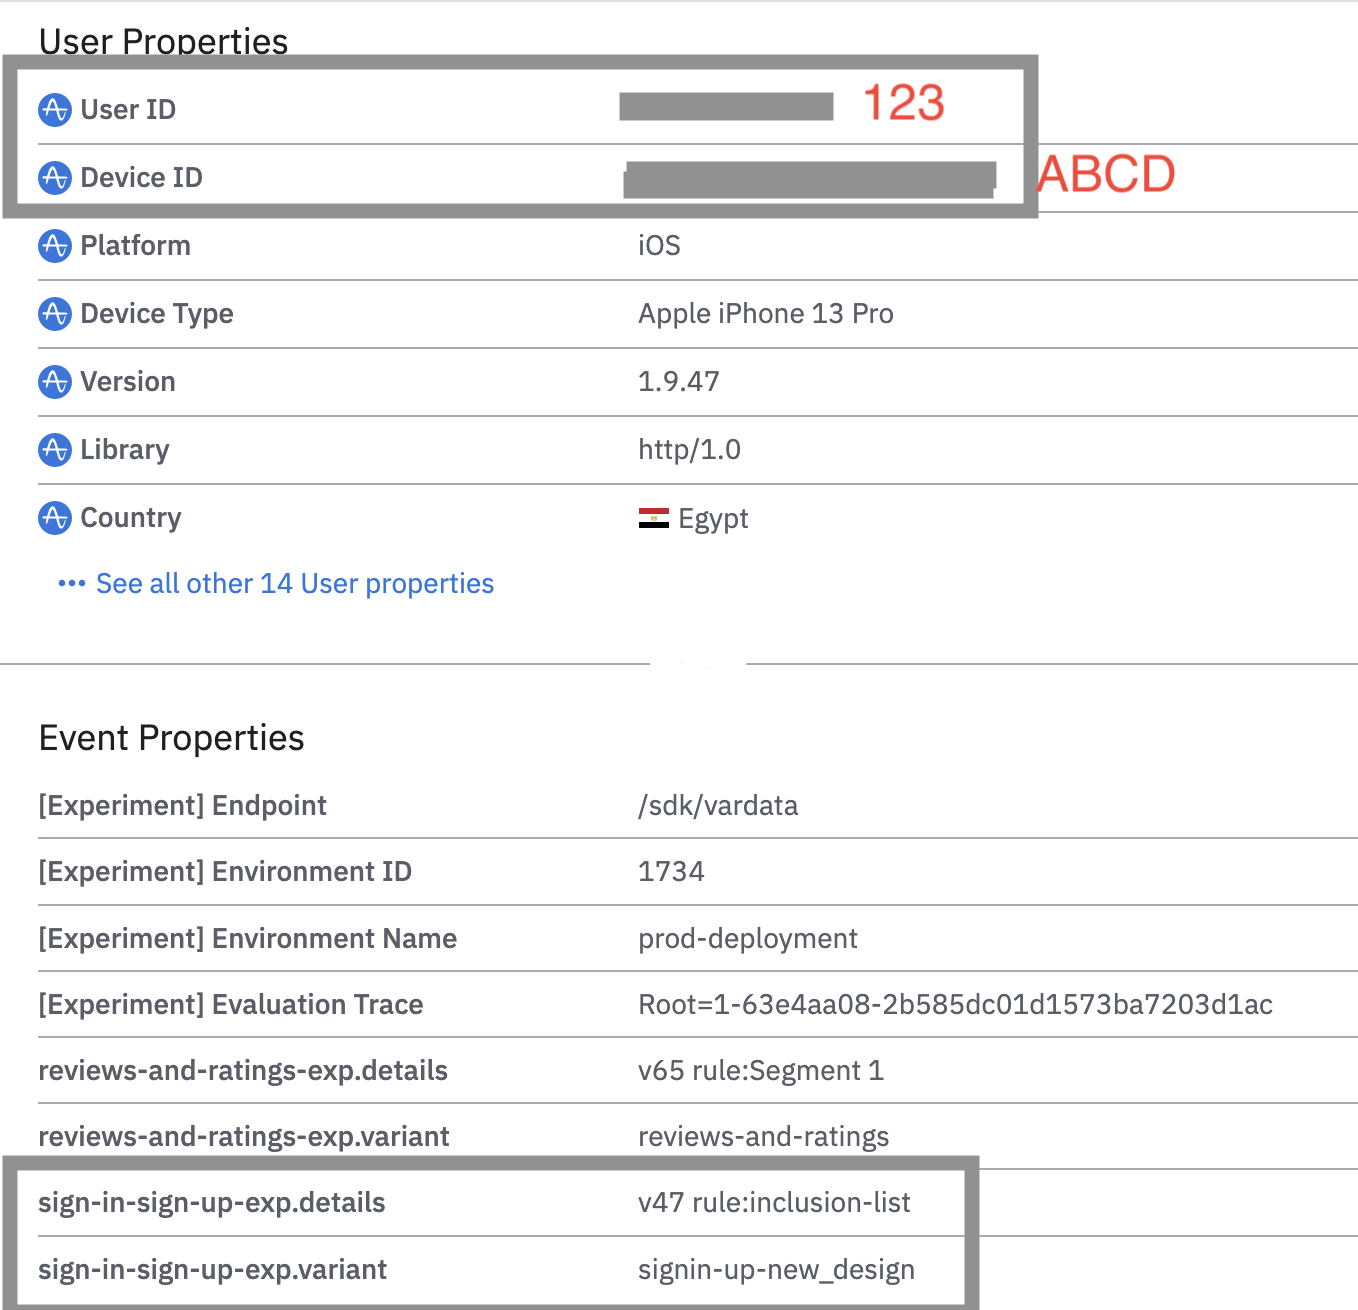 User Properties
User ID 123
Device ID ABCD
Platform iOS
Device Type Apple iPhone 13 Pro
Version 1.9.47
Library http/1.0
Country Egypt
••• See all other 14 User properties
Event Properties
[Experiment] Endpoint /sdk/vardata
[Experiment] Environment ID 1734
[Experiment] Environment Name prod-deployment
[Experiment] Evaluation Trace Root=1-63e4aa08-2b585dc01d1573ba7203d1ac
reviews-and-ratings-exp.details v65 rule:Segment 1
reviews-and-ratings-exp.variant reviews-and-ratings
sign-in-sign-up-exp.details v47 rule:inclusion-list
sign-in-sign-up-exp.variant signin-up-new_design